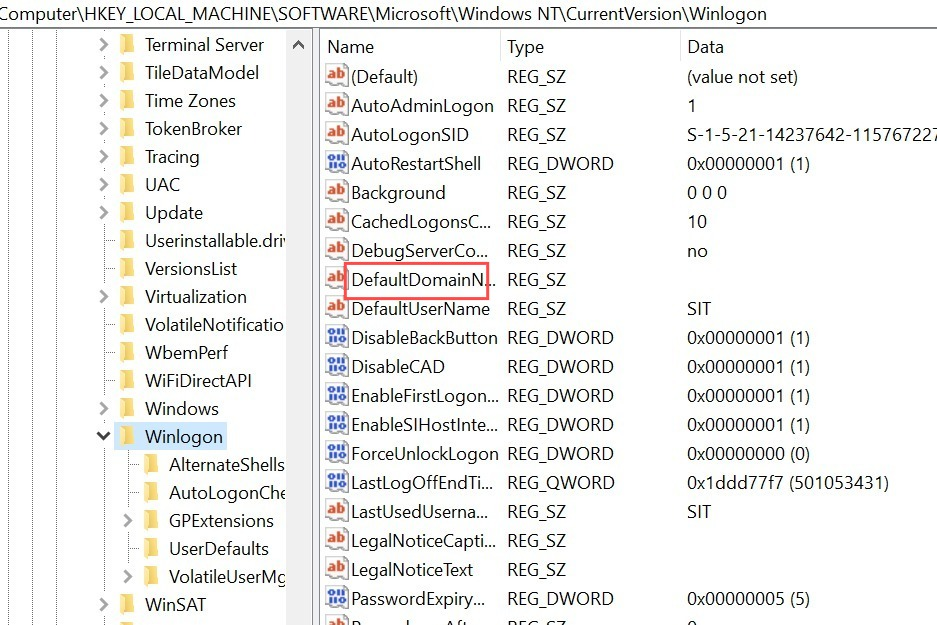 Computer\HKEY_LOCAL_MACHINE\SOFTWARE\Microsoft\Windows NT\CurrentVersion\Winlogon
Terminal Server
TileDataModel
Time Zones
TokenBroker
Tracing
UAC
Update
Userinstallable.dri
VersionsList
Virtualization
VolatileNotificatio
WbemPerf
WiFiDirectAPI
Windows
Winlogon
AlternateShells
AutoLogonChe
GPExtensions
UserDefaults
VolatileUserMg
WinSAT
Name Type Data
(Default) REG_SZ (value not set)
AutoAdminLogon REG_SZ 1
AutoLogonSID REG_SZ S-1-5-21-14237642-115767227
AutoRestartShell REG_DWORD 0x00000001 (1)
Background REG_SZ 0 0 0
CachedLogonsC... REG_SZ 10
DebugServerCo... REG_SZ no
DefaultDomainN... REG_SZ
DefaultUserName REG_SZ SIT
DisableBackButton REG_DWORD 0x00000001 (1)
DisableCAD REG_DWORD 0x00000001 (1)
EnableFirstLogon... REG_DWORD 0x00000001 (1)
EnableSIHostInte... REG_DWORD 0x00000001 (1)
ForceUnlockLogon REG_DWORD 0x00000000 (0)
LastLogOffEndTi... REG_QWORD 0x1ddd77f7 (501053431)
LastUsedUserna... REG_SZ SIT
LegalNoticeCapti... REG_SZ
LegalNoticeText REG_SZ
PasswordExpiry... REG_DWORD 0x00000005 (5)